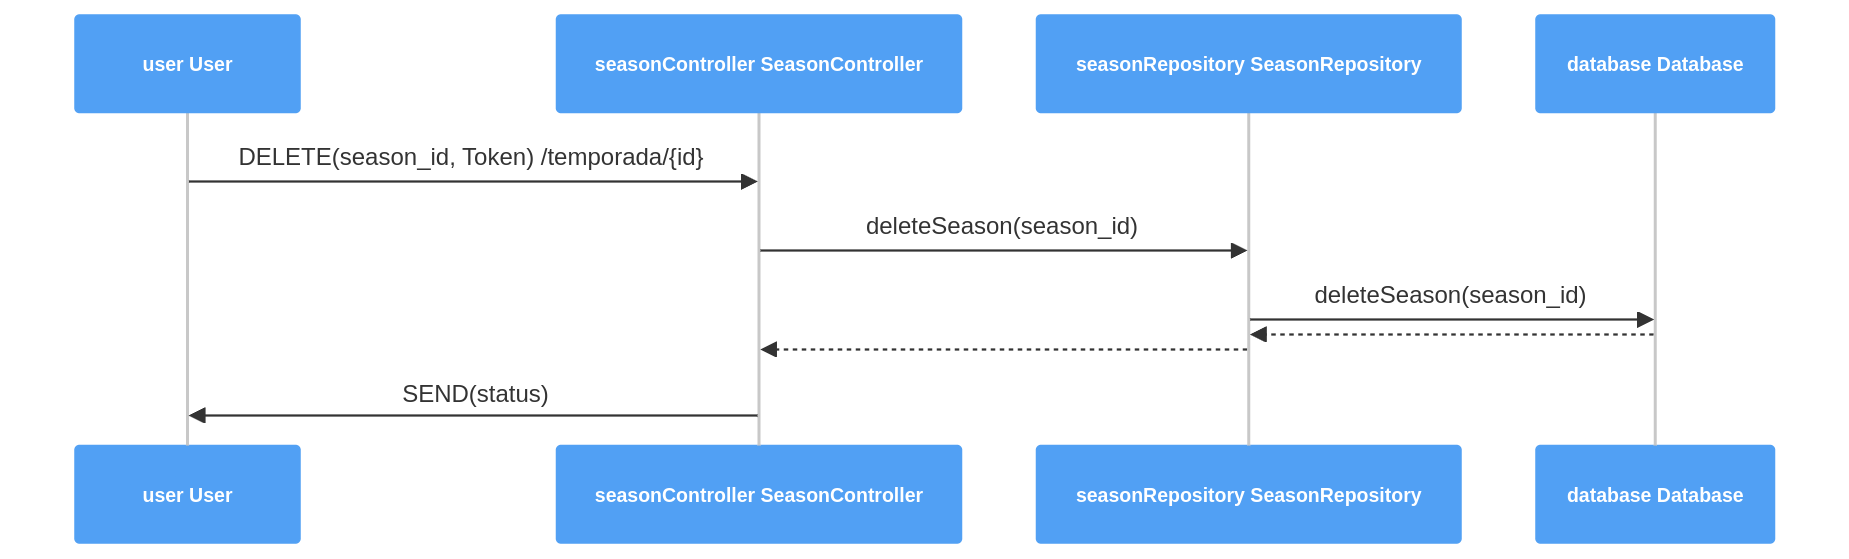 user User
seasonController SeasonController
seasonRepository SeasonRepository
database Database
DELETE(season_id, Token) /temporada/{id}
deleteSeason(season_id)
deleteSeason(season_id)
SEND(status)
user User
seasonController SeasonController
seasonRepository SeasonRepository
database Database